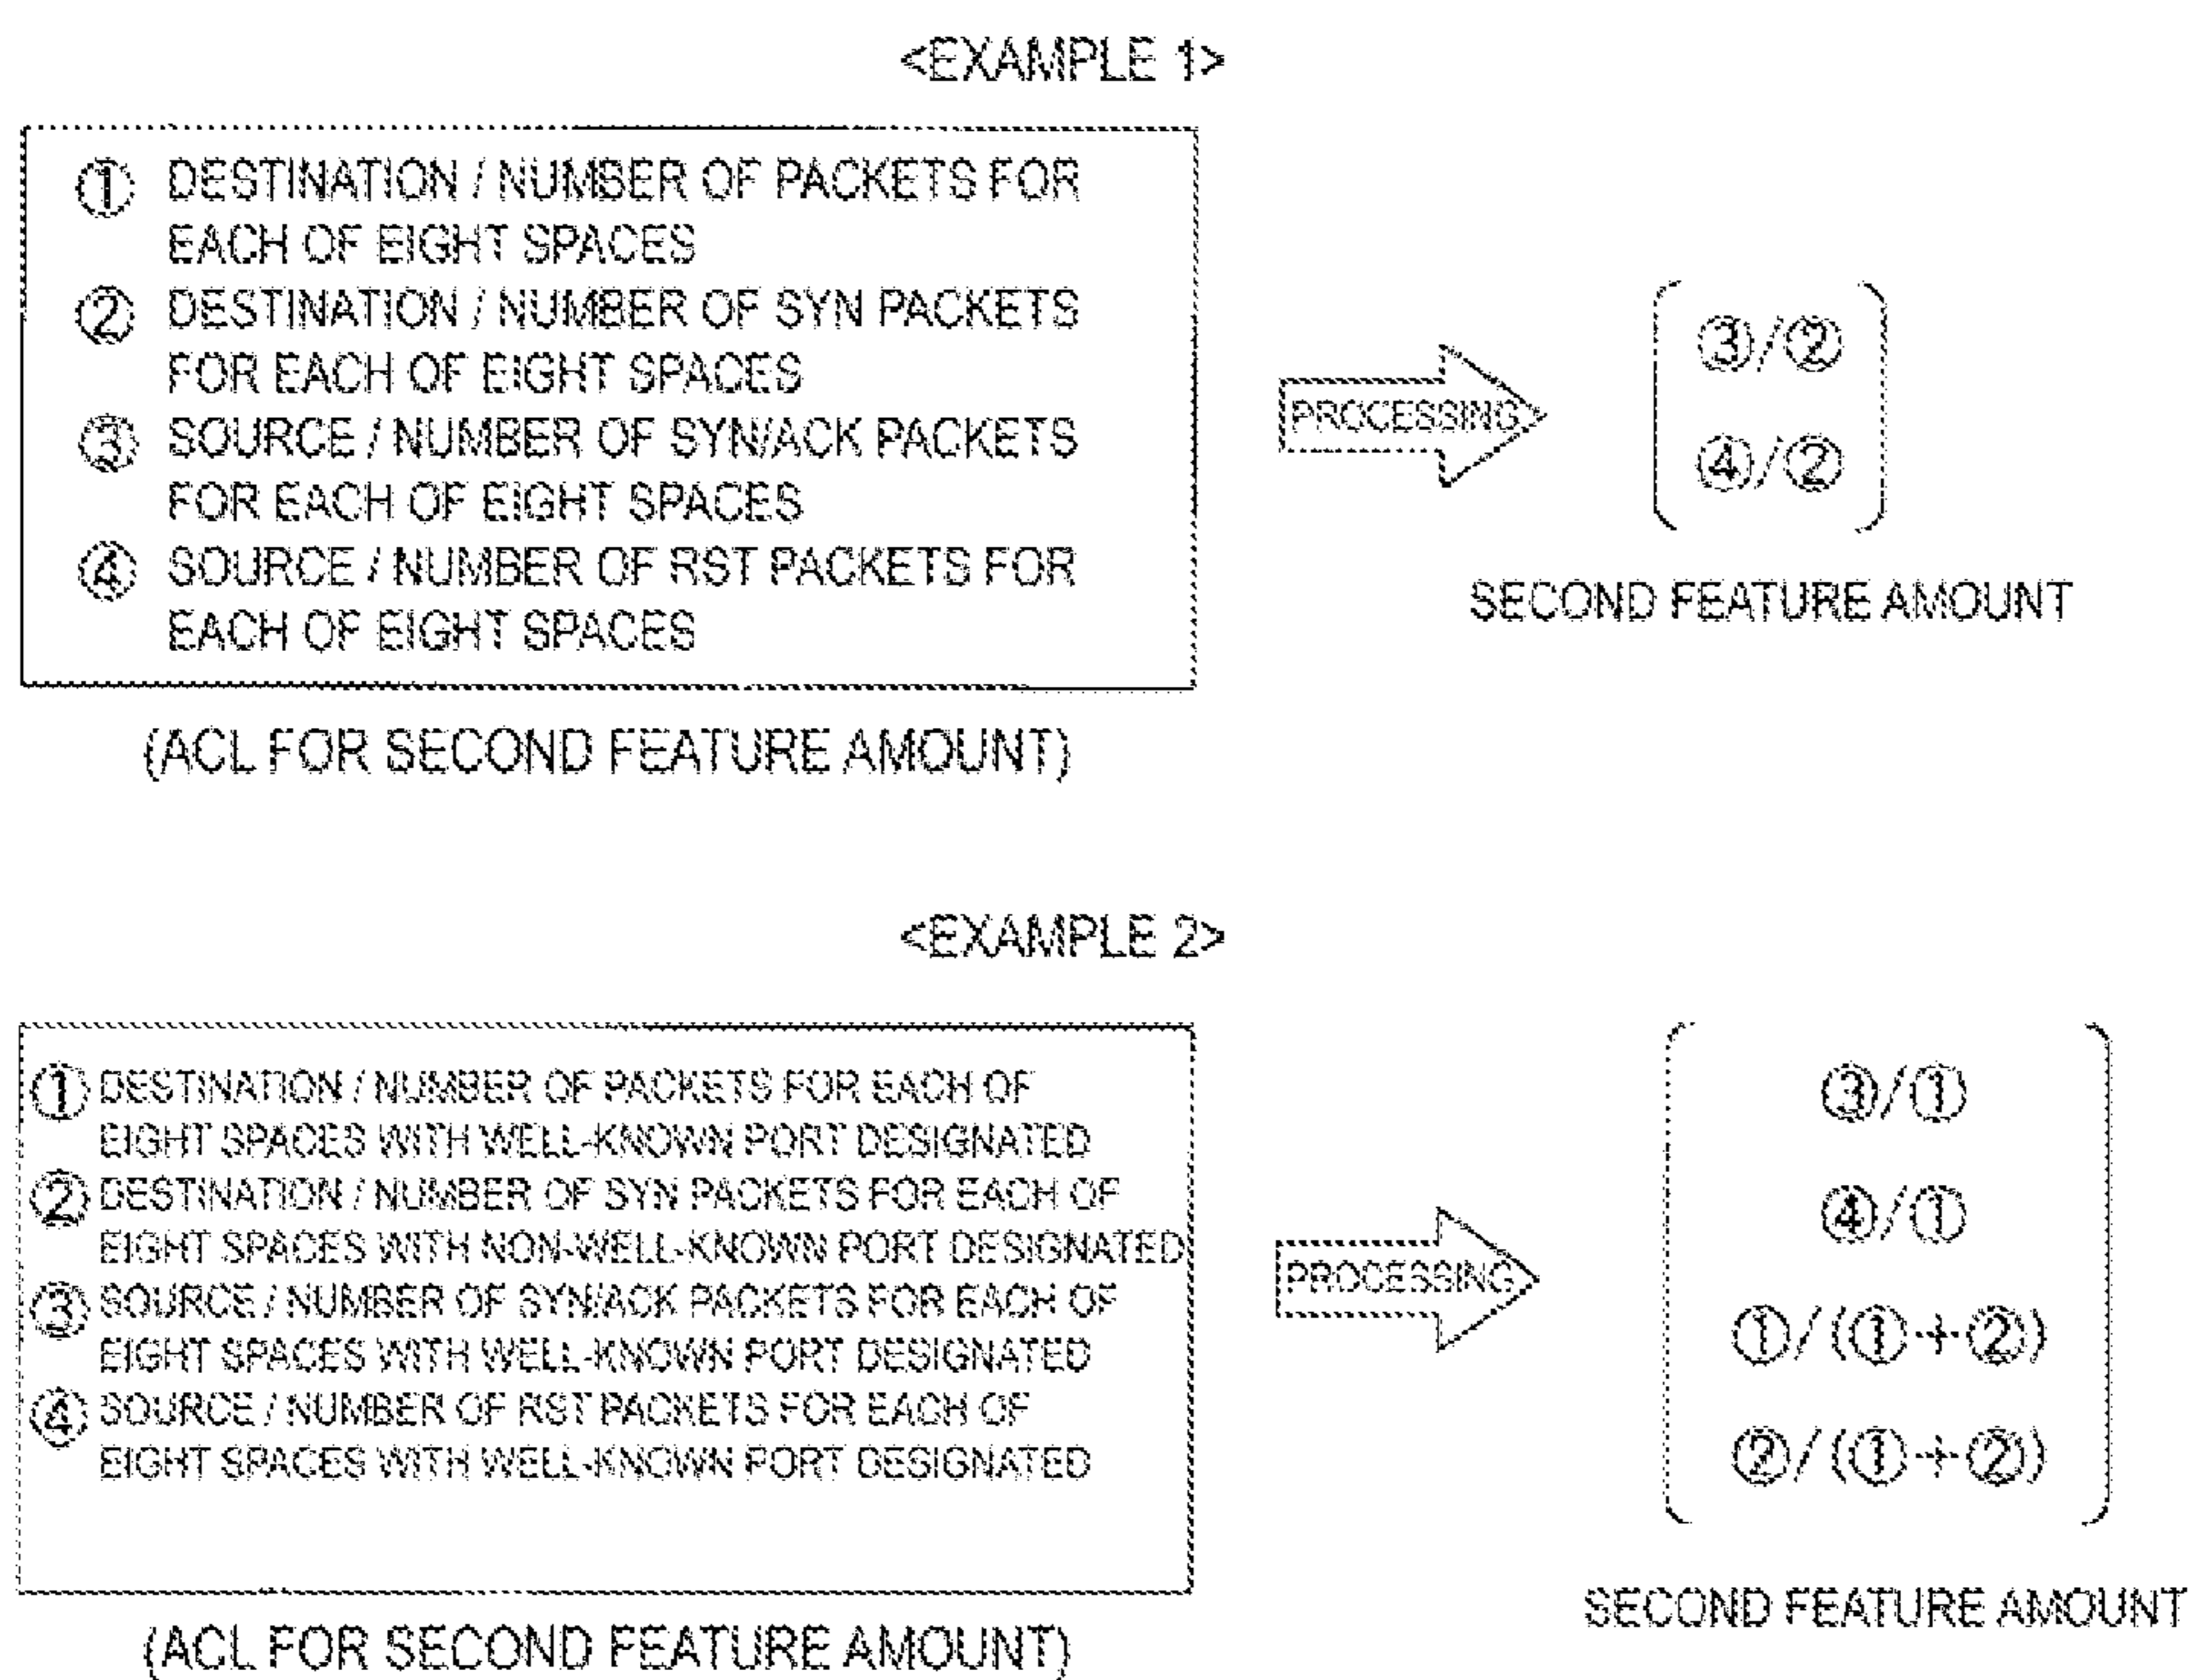 <EXAMPLE 1>
① DESTINATION / NUMBER OF PACKETS FOR
EACH OF EIGHT SPACES
② DESTINATION / NUMBER OF SYN PACKETS
FOR EACH OF EIGHT SPACES
③ SOURCE / NUMBER OF SYN/ACK PACKETS
FOR EACH OF EIGHT SPACES
④ SOURCE / NUMBER OF RST PACKETS FOR
EACH OF EIGHT SPACES
(ACL FOR SECOND FEATURE AMOUNT)
PROCESSING
③/②
④/②
SECOND FEATURE AMOUNT
<EXAMPLE 2>
① DESTINATION / NUMBER OF PACKETS FOR EACH OF
EIGHT SPACES WITH WELL-KNOWN PORT DESIGNATED
② DESTINATION / NUMBER OF SYN PACKETS FOR EACH OF
EIGHT SPACES WITH NON-WELL-KNOWN PORT DESIGNATED
③ SOURCE / NUMBER OF SYN/ACK PACKETS FOR EACH OF
EIGHT SPACES WITH WELL-KNOWN PORT DESIGNATED
④ SOURCE / NUMBER OF RST PACKETS FOR EACH OF
EIGHT SPACES WITH WELL-KNOWN PORT DESIGNATED
(ACL FOR SECOND FEATURE AMOUNT)
PROCESSING
③/①
④/①
①/(①+②)
②/(①+②)
SECOND FEATURE AMOUNT